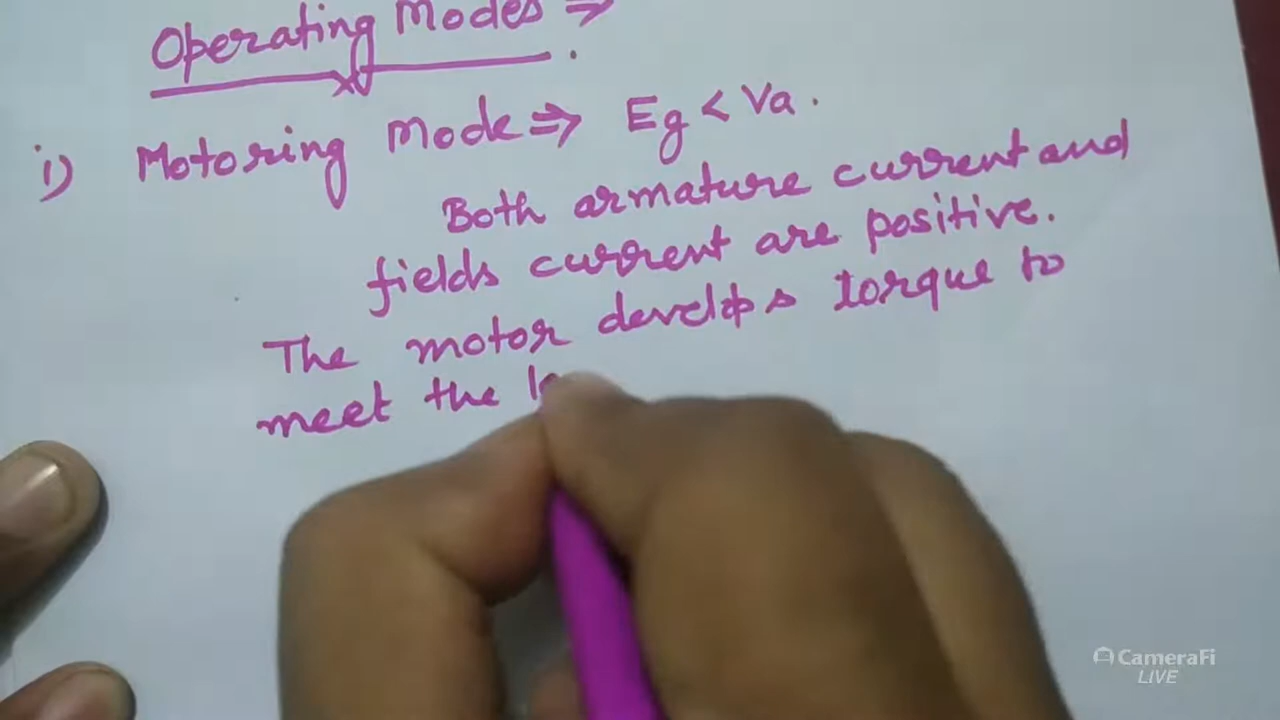 Operating Modes ⇒
i) Motoring Mode ⇒ Eg < Va.
Both armature current and
fields current are positive.
The motor develops torque to
meet the lo
CameraFi
LIVE